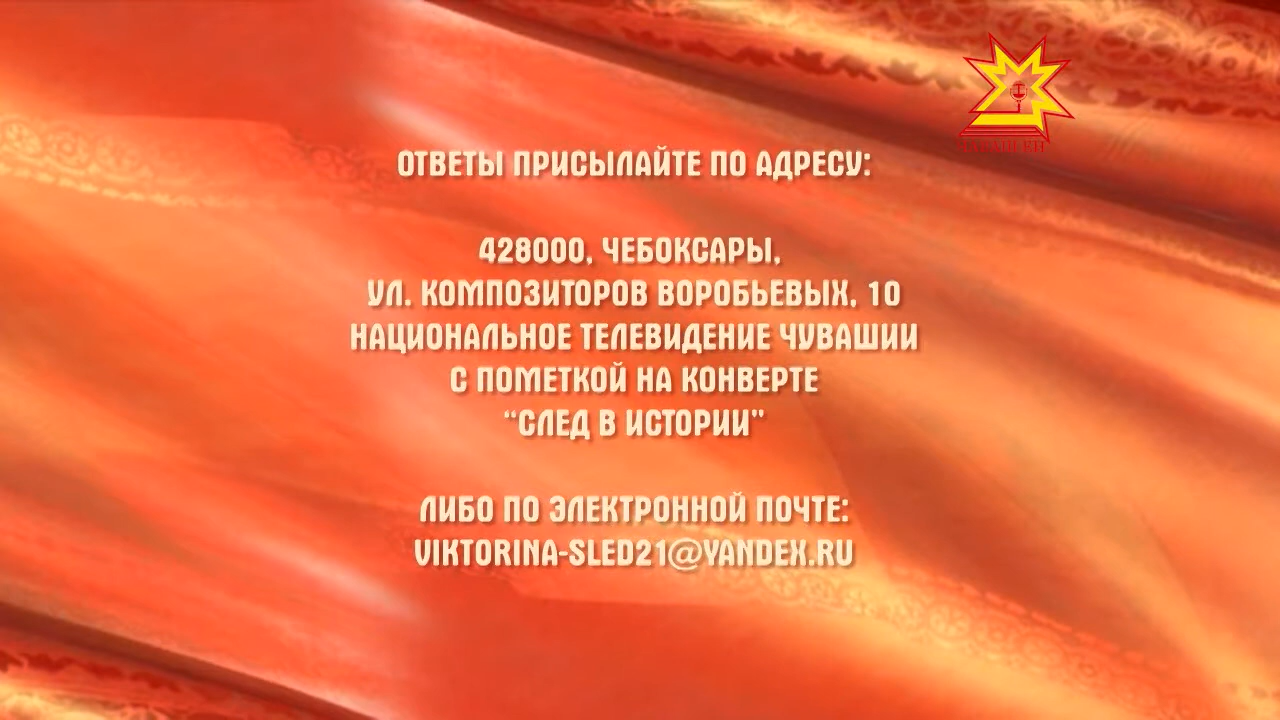 ОТВЕТЫ ПРИСЫЛАЙТЕ ПО АДРЕСУ:
428000, ЧЕБОКСАРЫ,
УЛ. КОМПОЗИТОРОВ ВОРОБЬЕВЫХ, 10
НАЦИОНАЛЬНОЕ ТЕЛЕВИДЕНИЕ ЧУВАШИИ
С ПОМЕТКОЙ НА КОНВЕРТЕ
“СЛЕД В ИСТОРИИ”
ЛИБО ПО ЭЛЕКТРОННОЙ ПОЧТЕ:
VIKTORINA-SLED21@YANDEX.RU